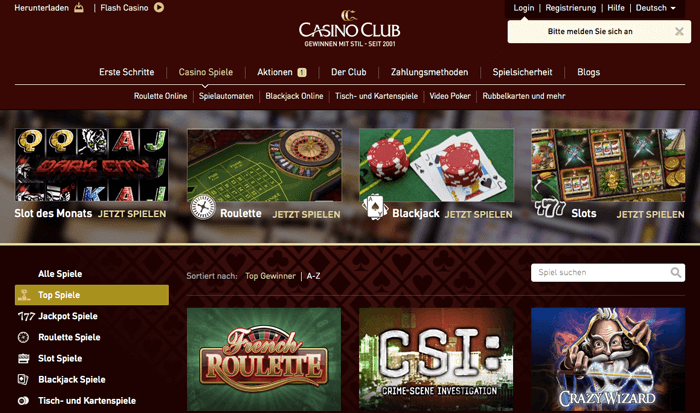 Herunterladen | Flash Casino
Login | Registrierung | Hilfe | Deutsch
Bitte melden Sie sich an
CASINO CLUB
GEWINNEN MIT STIL - SEIT 2001
Erste Schritte | Casino Spiele | Aktionen 1 | Der Club | Zahlungsmethoden | Spielsicherheit | Blogs
Roulette Online | Spielautomaten | Blackjack Online | Tisch- und Kartenspiele | Video Poker | Rubbelkarten und mehr
DARK CITY
Slot des Monats JETZT SPIELEN
Roulette JETZT SPIELEN
Blackjack JETZT SPIELEN
777 Slots JETZT SPIELEN
Alle Spiele
Top Spiele
777 Jackpot Spiele
Roulette Spiele
Slot Spiele
Blackjack Spiele
Tisch- und Kartenspiele
Sortiert nach: Top Gewinner | A-Z
Spiel suchen
French
ROULETTE
CSI:
CRIME-SCENE INVESTIGATION
CRAZY WIZARD